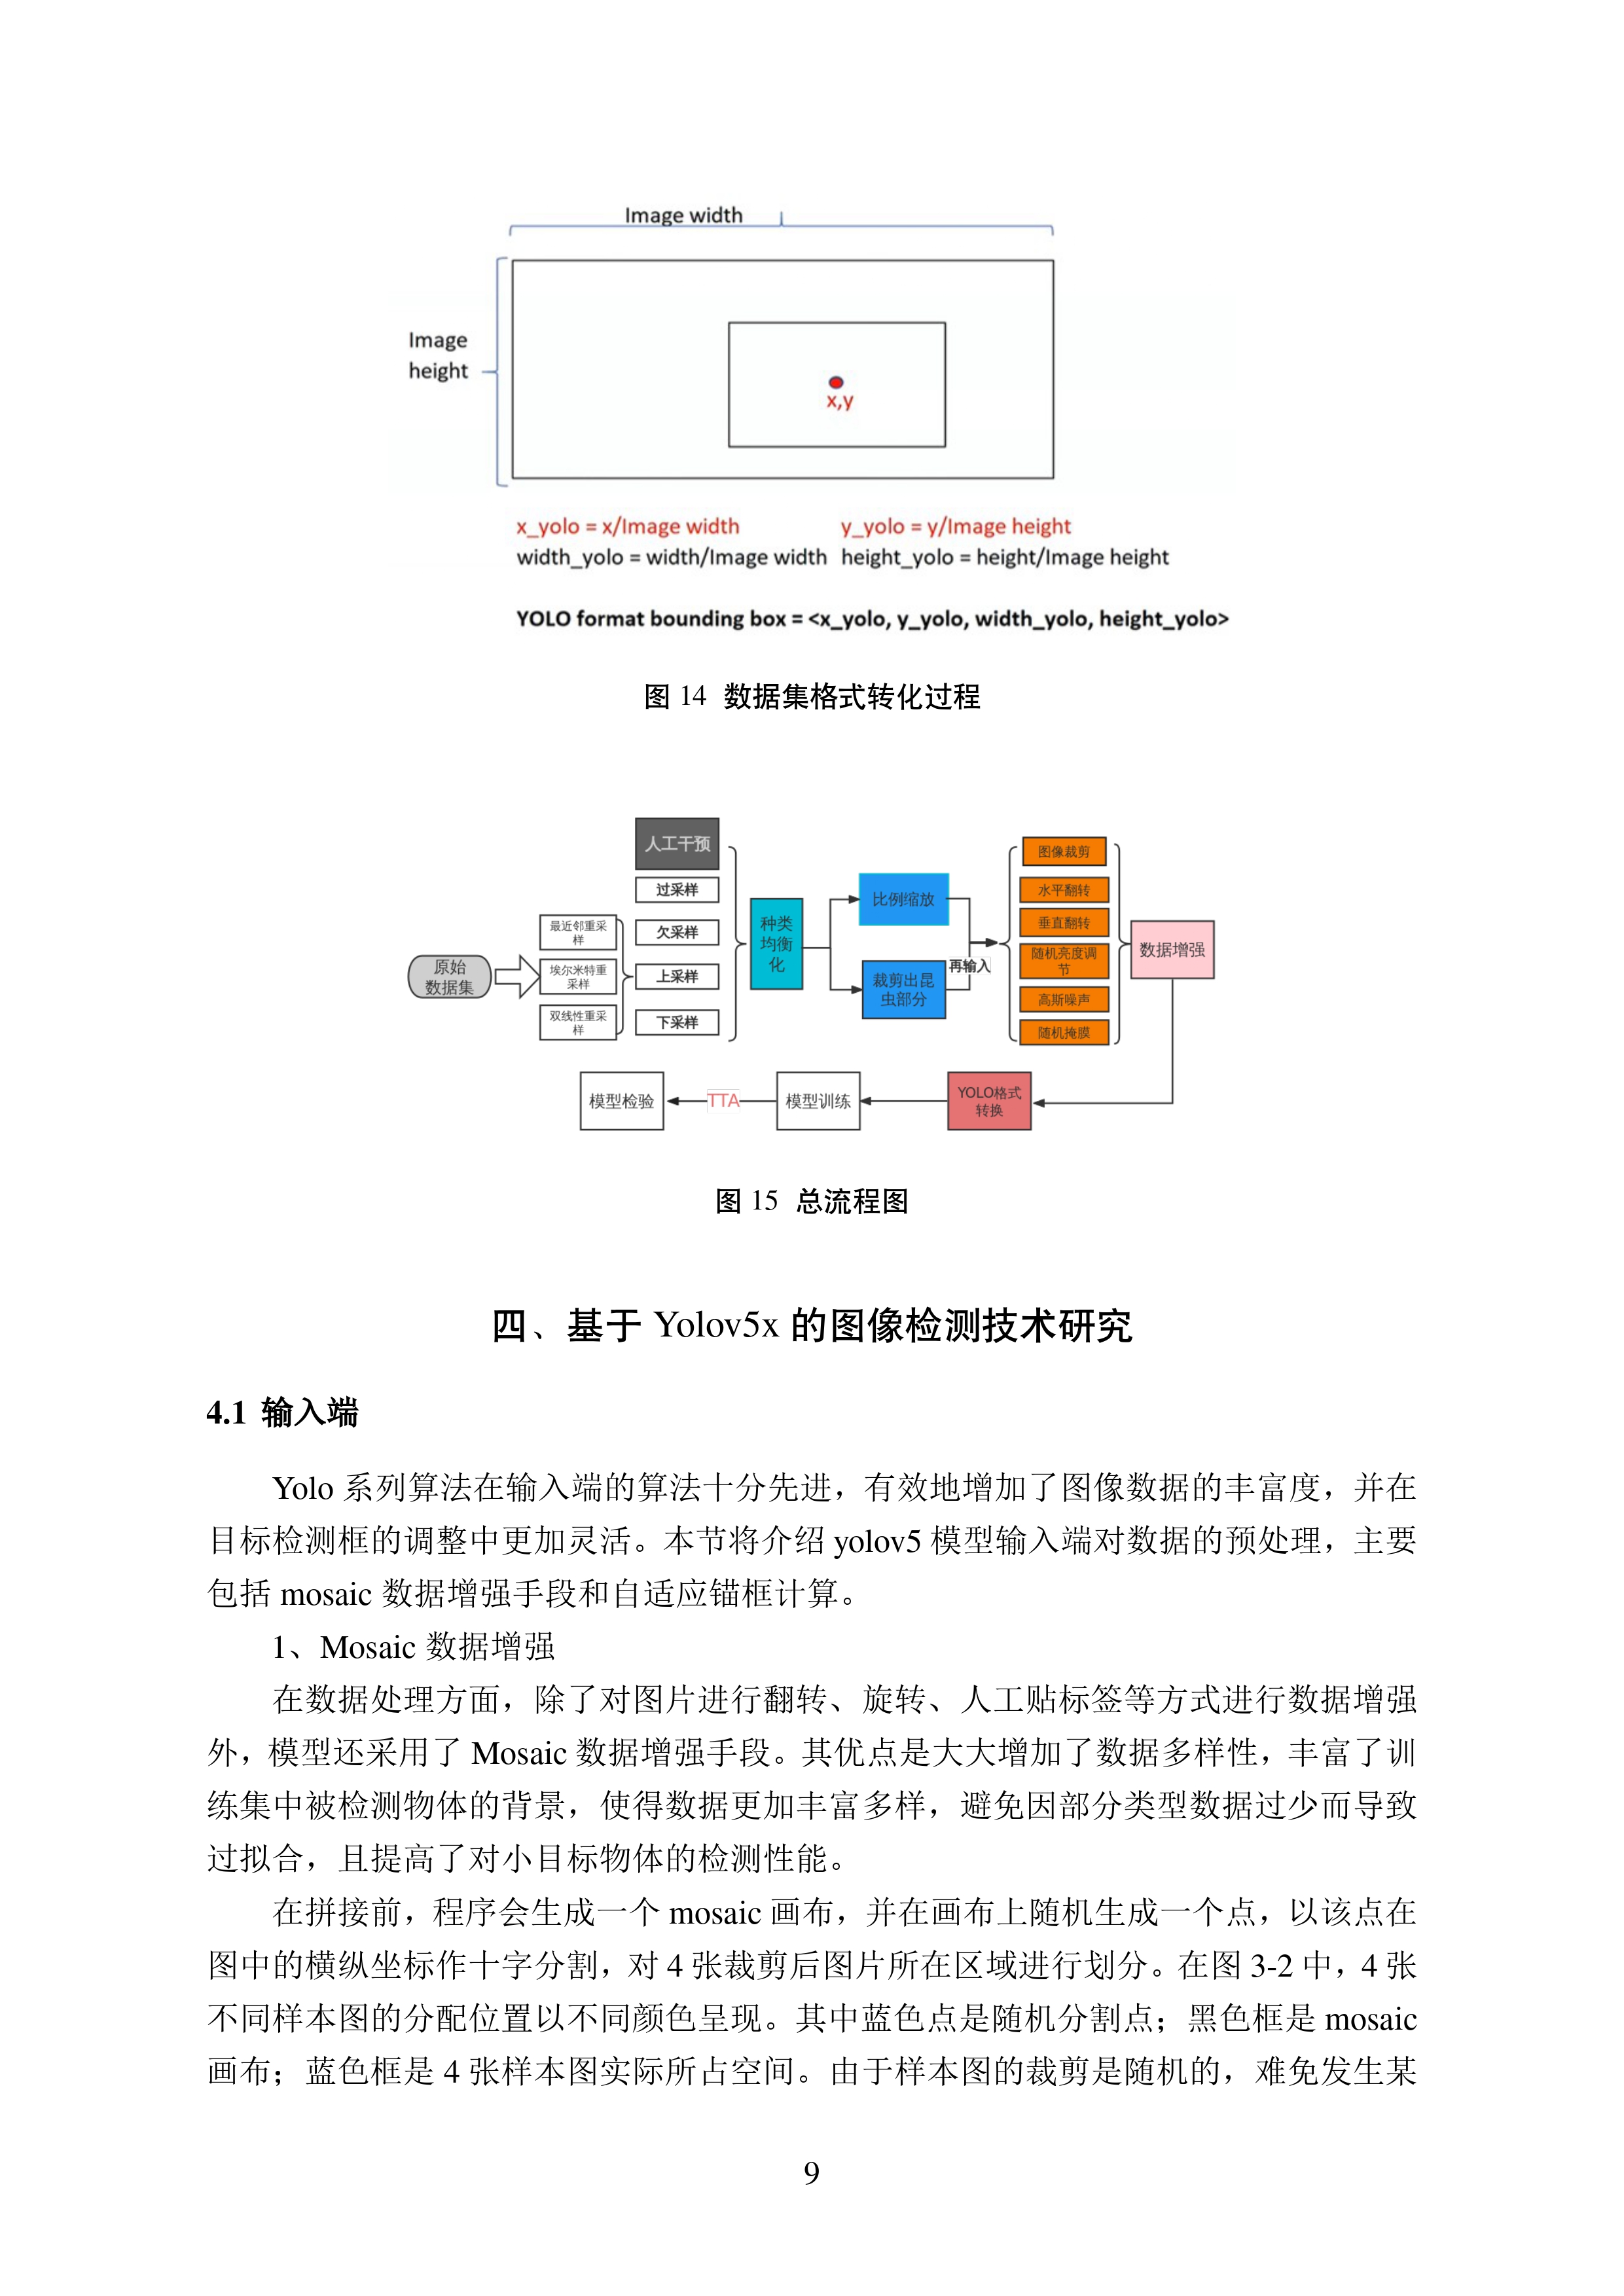 Image width
Image
height
x,y
x_yolo = x/Image width y_yolo = y/Image height
width_yolo = width/Image width height_yolo = height/Image height
YOLO format bounding box = <x_yolo, y_yolo, width_yolo, height_yolo>
图 14 数据集格式转化过程
原始
数据集
最近邻重采
样
埃尔米特重
采样
双线性重采
样
人工干预
过采样
欠采样
上采样
下采样
种类
均衡
化
比例缩放
裁剪出昆
虫部分
再输入
图像裁剪
水平翻转
垂直翻转
随机亮度调
节
高斯噪声
随机掩膜
数据增强
YOLO格式
转换
模型训练
TTA
模型检验
图 15 总流程图
四、基于 Yolov5x 的图像检测技术研究
4.1 输入端
Yolo 系列算法在输入端的算法十分先进，有效地增加了图像数据的丰富度，并在
目标检测框的调整中更加灵活。本节将介绍 yolov5 模型输入端对数据的预处理，主要
包括 mosaic 数据增强手段和自适应锚框计算。
1、Mosaic 数据增强
在数据处理方面，除了对图片进行翻转、旋转、人工贴标签等方式进行数据增强
外，模型还采用了 Mosaic 数据增强手段。其优点是大大增加了数据多样性，丰富了训
练集中被检测物体的背景，使得数据更加丰富多样，避免因部分类型数据过少而导致
过拟合，且提高了对小目标物体的检测性能。
在拼接前，程序会生成一个 mosaic 画布，并在画布上随机生成一个点，以该点在
图中的横纵坐标作十字分割，对 4 张裁剪后图片所在区域进行划分。在图 3-2 中，4 张
不同样本图的分配位置以不同颜色呈现。其中蓝色点是随机分割点；黑色框是 mosaic
画布；蓝色框是 4 张样本图实际所占空间。由于样本图的裁剪是随机的，难免发生某
9